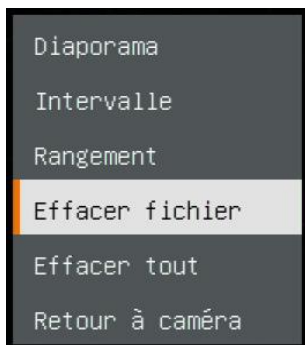 Diaporama
Intervalle
Rangement
Effacer fichier
Effacer tout
Retour à caméra